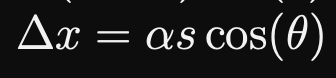 Δx = αs cos(θ)